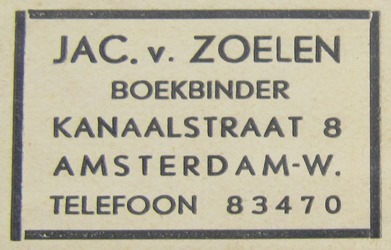 JAC. v. ZOELEN
BOEKBINDER
KANAALSTRAAT 8
AMSTERDAM-W.
TELEFOON 83470